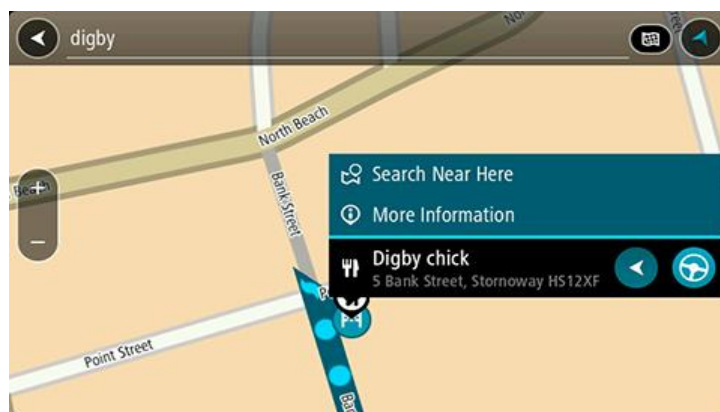 digby
North Beach
Bank Street
Search Near Here
More Information
Digby chick
5 Bank Street, Stornoway HS12XF
Point Street